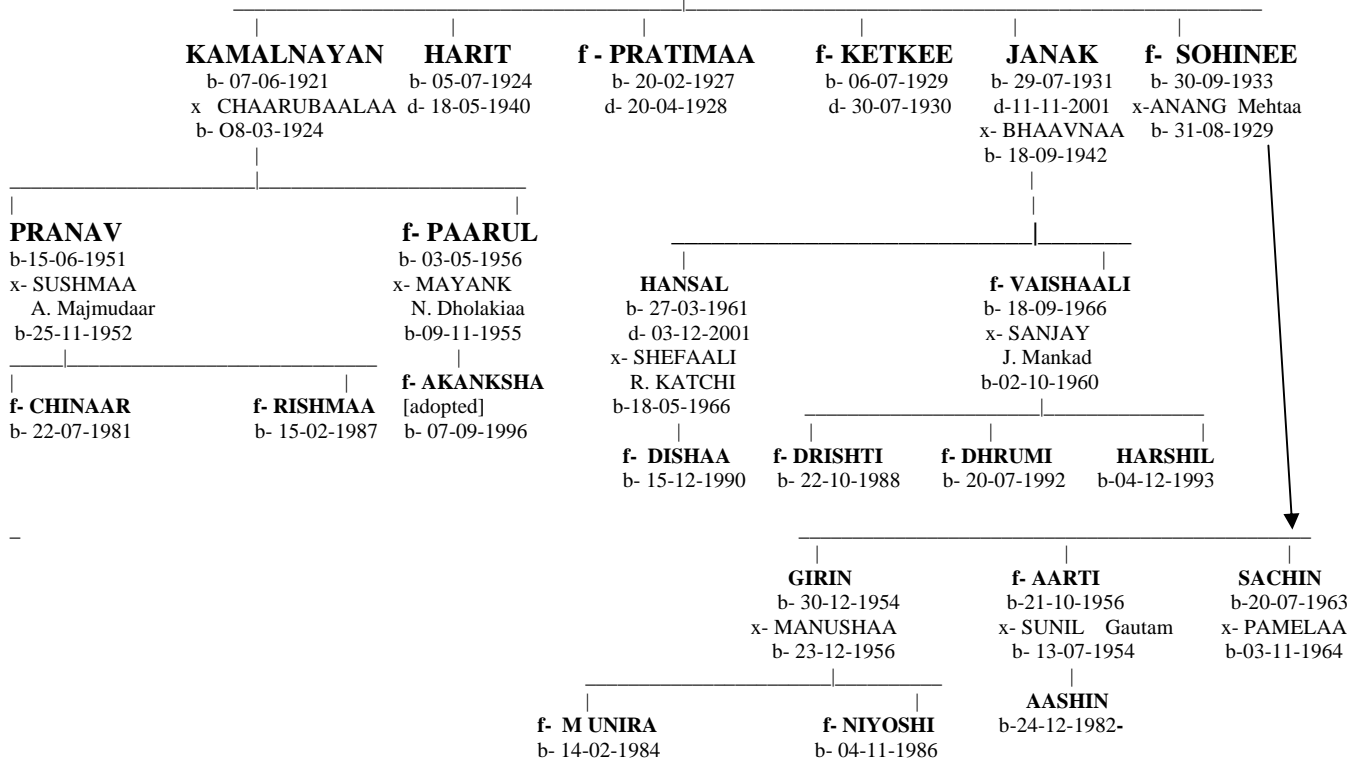 KAMALNAYAN HARIT f - PRATIMAA f- KETKEE JANAK f- SOHINEE
b- 07-06-1921 b- 05-07-1924 b- 20-02-1927 b- 06-07-1929 b- 29-07-1931 b- 30-09-1933
x CHAARUBAALAA d- 18-05-1940 d- 20-04-1928 d- 30-07-1930 d-11-11-2001 x-ANANG Mehtaa
b- O8-03-1924 x- BHAAVNAA b- 31-08-1929
b- 18-09-1942
PRANAV f- PAARUL
b-15-06-1951 b- 03-05-1956
x- SUSHMAA x- MAYANK
A. Majmudaar N. Dholakiaa
b-25-11-1952 b-09-11-1955
HANSAL f- VAISHAALI
b- 27-03-1961 b- 18-09-1966
d- 03-12-2001 x- SANJAY
x- SHEFAALI J. Mankad
R. KATCHI b-02-10-1960
b-18-05-1966
f- CHINAAR f- RISHMAA f- AKANKSHA
b- 22-07-1981 b- 15-02-1987 [adopted]
b- 07-09-1996
f- DISHAA f- DRISHTI f- DHRUMI HARSHIL
b- 15-12-1990 b- 22-10-1988 b- 20-07-1992 b-04-12-1993
GIRIN f- AARTI SACHIN
b- 30-12-1954 b-21-10-1956 b-20-07-1963
x- MANUSHAA x- SUNIL Gautam x- PAMELAA
b- 23-12-1956 b- 13-07-1954 b-03-11-1964
f- M UNIRA f- NIYOSHI AASHIN
b- 14-02-1984 b- 04-11-1986 b-24-12-1982-